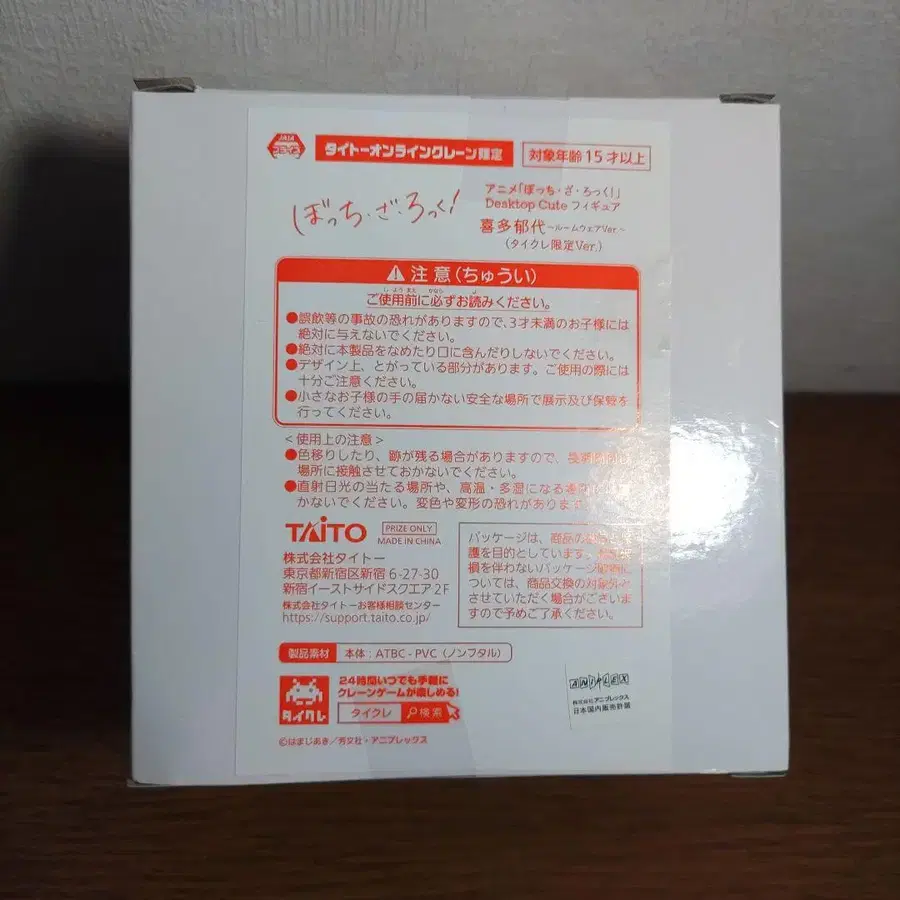 JAIA
タイトーオンラインクレーン限定
対象年齢15才以上
ぼっち・ざ・ろっく!
アニメ「ぼっち・ざ・ろっく!」
Desktop Cute フィギュア
喜多郁代~ルームウェアVer.~
(タイクレ限定Ver.)
注意(ちゅうい)
ご使用前に必ずお読みください。
●誤飲等の事故の恐れがありますので、3才未満のお子様には
絶対に与えないでください。
●絶対に本製品をなめたり口に含んだりしないでください。
●デザイン上、とがっている部分があります。ご使用の際には
十分ご注意ください。
●小さなお子様の手の届かない安全な場所で展示及び保管を
行ってください。
<使用上の注意>
●色移りしたり、跡が残る場合がありますので、
場所に接触させておかないでください。
●直射日光の当たる場所や、高温・多湿になる
かないでください。変色や変形の恐れがあります
TAITO
PRIZE ONLY
MADE IN CHINA
株式会社タイトー
東京都新宿区新宿6-27-30
新宿イーストサイドスクエア2F
株式会社タイトーお客様相談センター
https://support.taito.co.jp/
パッケージは、商品の
護を目的としています。
損を伴わないパッケージ
については、商品交換の対象外と
させていただく場合がございま
すので予めご了承ください。
製品素材
本体:ATBC-PVC(ノンフタル)
タイクレ
24時間いつでも手軽に
クレーンゲームが楽しめる!
タイクレ 検索
ANIPLEX
株式会社アニプレックス
日本国内販売許諾
©はまじあき/芳文社・アニプレックス